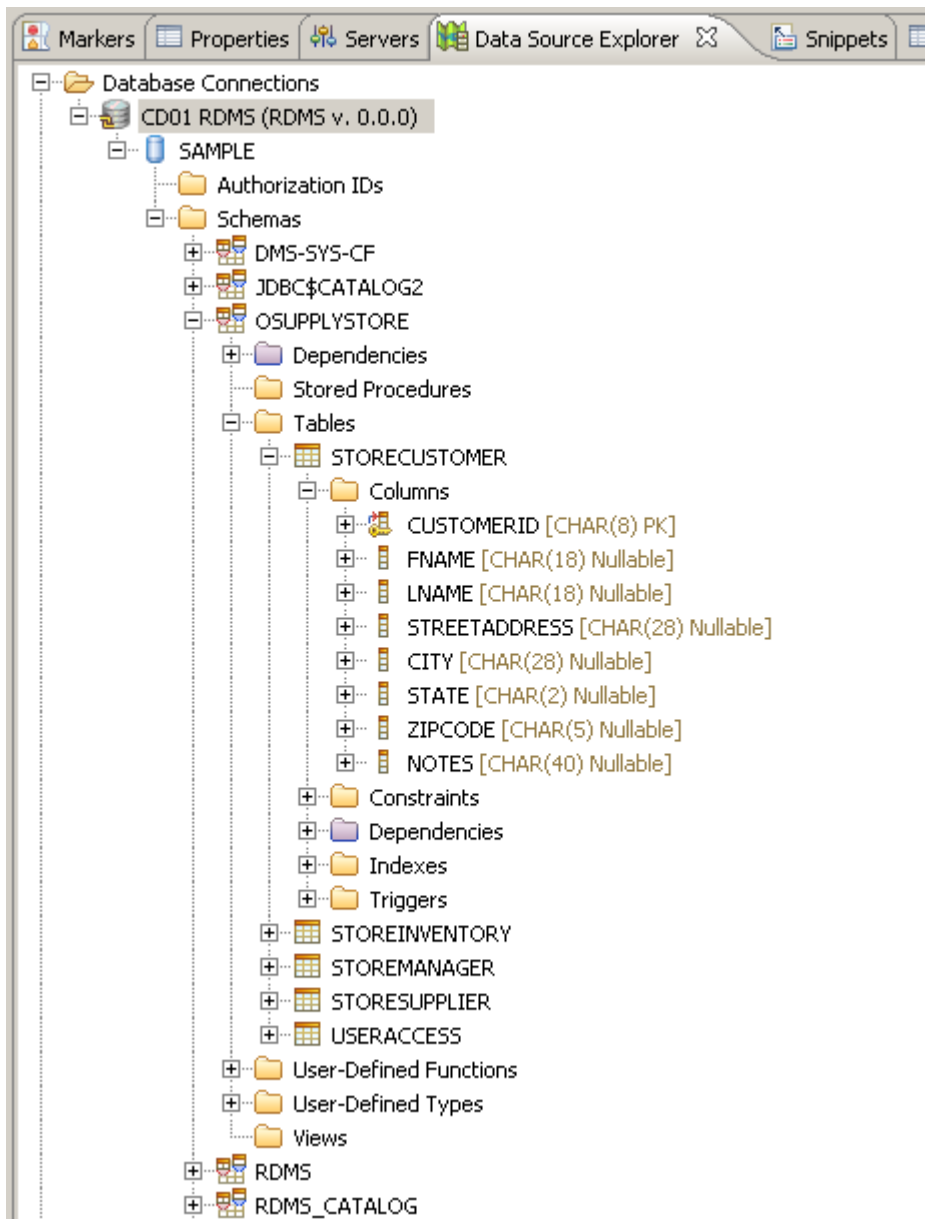 Markers Properties Servers Data Source Explorer Snippets
Database Connections
CD01 RDMS (RDMS v. 0.0.0)
SAMPLE
Authorization IDs
Schemas
DMS-SYS-CF
JDBC$CATALOG2
OSUPPLYSTORE
Dependencies
Stored Procedures
Tables
STORECUSTOMER
Columns
CUSTOMERID [CHAR(8) PK]
FNAME [CHAR(18) Nullable]
LNAME [CHAR(18) Nullable]
STREETADDRESS [CHAR(28) Nullable]
CITY [CHAR(28) Nullable]
STATE [CHAR(2) Nullable]
ZIPCODE [CHAR(5) Nullable]
NOTES [CHAR(40) Nullable]
Constraints
Dependencies
Indexes
Triggers
STOREINVENTORY
STOREMANAGER
STORESUPPLIER
USERACCESS
User-Defined Functions
User-Defined Types
Views
RDMS
RDMS_CATALOG